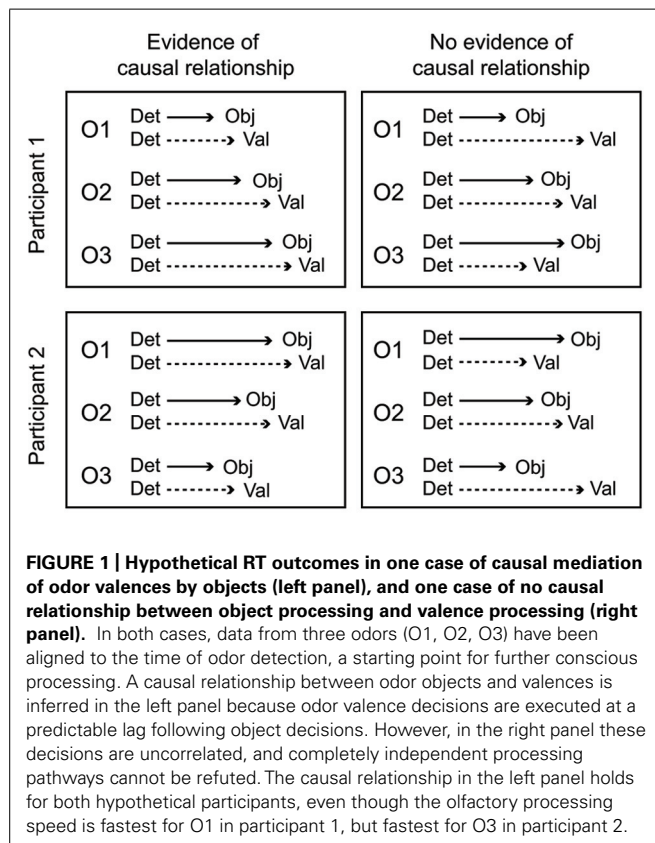 Evidence of
causal relationship
No evidence of
causal relationship
Participant 1
O1 Det Obj
Det Val
O2 Det Obj
Det Val
O3 Det Obj
Det Val
O1 Det Obj
Det Val
O2 Det Obj
Det Val
O3 Det Obj
Det Val
Participant 2
O1 Det Obj
Det Val
O2 Det Obj
Det Val
O3 Det Obj
Det Val
O1 Det Obj
Det Val
O2 Det Obj
Det Val
O3 Det Obj
Det Val
FIGURE 1 | Hypothetical RT outcomes in one case of causal mediation
of odor valences by objects (left panel), and one case of no causal
relationship between object processing and valence processing (right
panel). In both cases, data from three odors (O1, O2, O3) have been
aligned to the time of odor detection, a starting point for further conscious
processing. A causal relationship between odor objects and valences is
inferred in the left panel because odor valence decisions are executed at a
predictable lag following object decisions. However, in the right panel these
decisions are uncorrelated, and completely independent processing
pathways cannot be refuted. The causal relationship in the left panel holds
for both hypothetical participants, even though the olfactory processing
speed is fastest for O1 in participant 1, but fastest for O3 in participant 2.